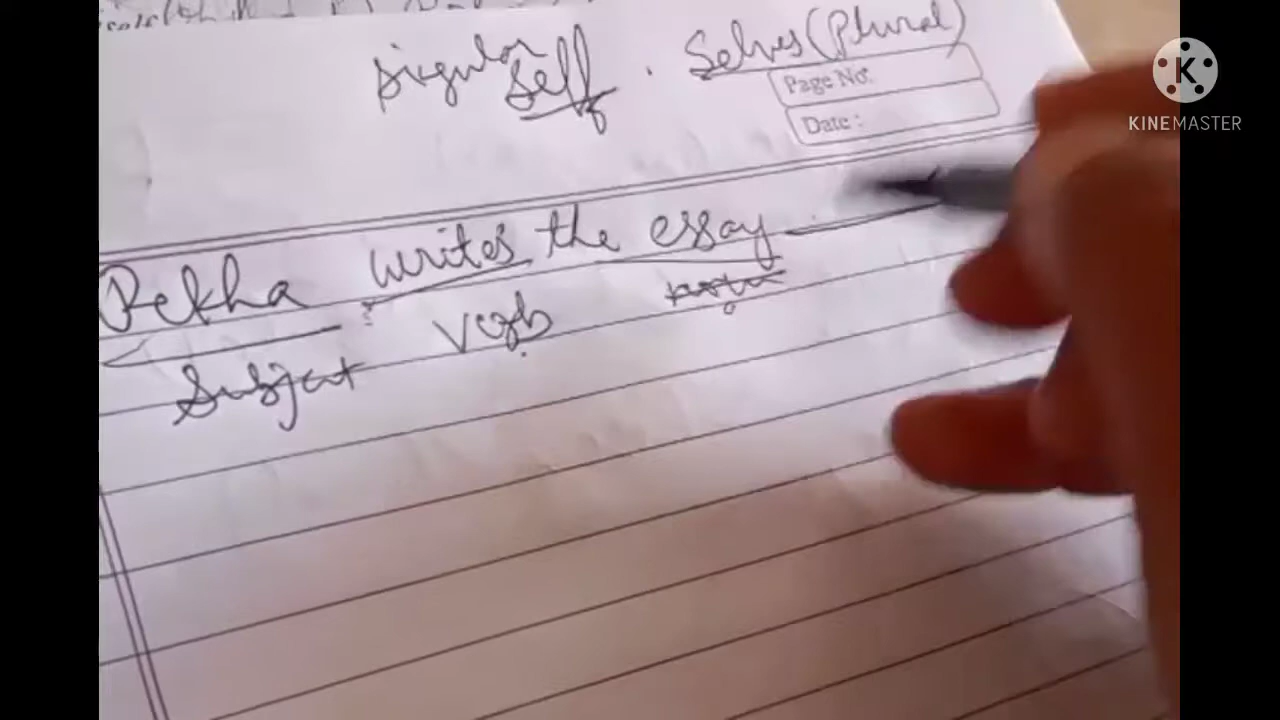 singular
self . Selves (Plural)
Page No:
Date :
Rekha writes the essay
Subject verb
KINEMASTER